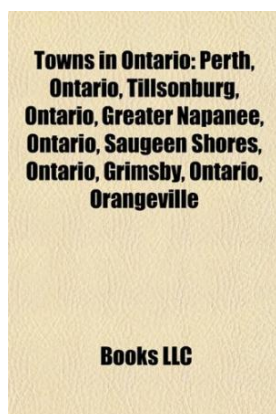 Towns in Ontario: Perth,
Ontario, Tillsonburg,
Ontario, Greater Napanee,
Ontario, Saugeen Shores,
Ontario, Grimsby, Ontario,
Orangeville
Books LLC